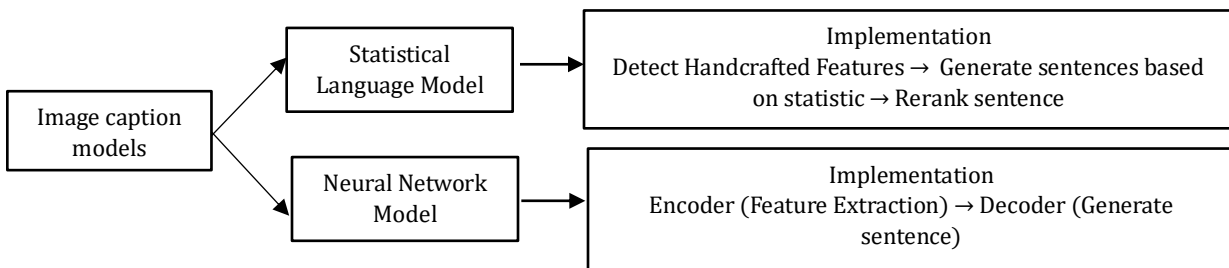 Image caption
models
Statistical
Language Model
Implementation
Detect Handcrafted Features → Generate sentences based
on statistic → Rerank sentence
Neural Network
Model
Implementation
Encoder (Feature Extraction) → Decoder (Generate
sentence)